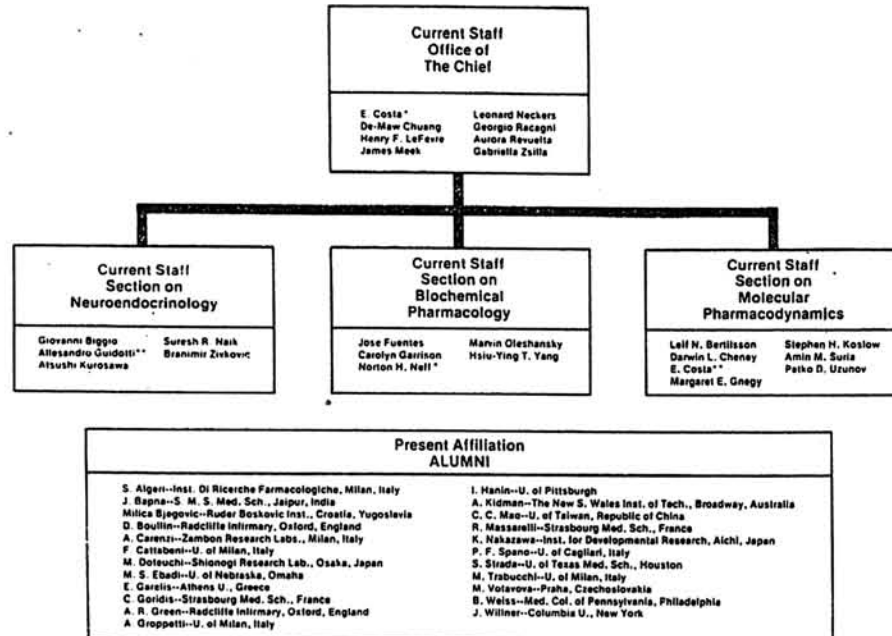 Current Staff
Office of
The Chief
E. Costa*
De-Maw Chuang
Henry F. LeFevre
James Meek
Leonard Neckers
Georgio Racagni
Aurora Revuelta
Gabriella Zsilla
Current Staff
Section on
Neuroendocrinology
Giovanni Biggio
Allesandro Guidotti**
Atsushi Kurosawa
Suresh R. Naik
Branimir Zivkovic
Current Staff
Section on
Biochemical
Pharmacology
Jose Fuentes
Carolyn Garrison
Norton H. Neff*
Marvin Oleshansky
Hsiu-Ying T. Yang
Current Staff
Section on
Molecular
Pharmacodynamics
Leif N. Bertilsson
Darwin L. Cheney
E. Costa**
Margaret E. Gnegy
Stephen H. Koslow
Amin M. Suria
Petko D. Uzunov
Present Affiliation
ALUMNI
S. Algeri--Inst. Di Ricerche Farmacologiche, Milan, Italy
J. Bapna--S. M. S. Med. Sch., Jaipur, India
Milica Bjegovic--Ruder Boskovic Inst., Croatia, Yugoslavia
D. Boullin--Radcliffe Infirmary, Oxford, England
A. Carenzi--Zambon Research Labs., Milan, Italy
F Cattabeni--U. of Milan, Italy
M. Doteuchi--Shionogi Research Lab., Osaka, Japan
M. S. Ebadi--U. of Nebraska, Omaha
E. Garelis--Athens U., Greece
C. Goridis--Strasbourg Med. Sch., France
A. R. Green--Radcliffe Infirmary, Oxford, England
A Groppetti--U. of Milan, Italy
I. Hanin--U. of Pittsburgh
A. Kidman--The New S. Wales Inst. of Tech., Broadway, Australia
C. C. Mao--U. of Taiwan, Republic of China
R. Massarelli--Strasbourg Med. Sch., France
K. Nakazawa--Inst. for Developmental Research, Aichi, Japan
P. F. Spano--U. of Cagliari, Italy
S. Strada--U. of Texas Med. Sch., Houston
M. Trabucchi--U. of Milan, Italy
M. Votavova--Praha, Czechoslovakia
B. Weiss--Med. Col. of Pennsylvania, Philadelphia
J. Willner--Columbia U., New York